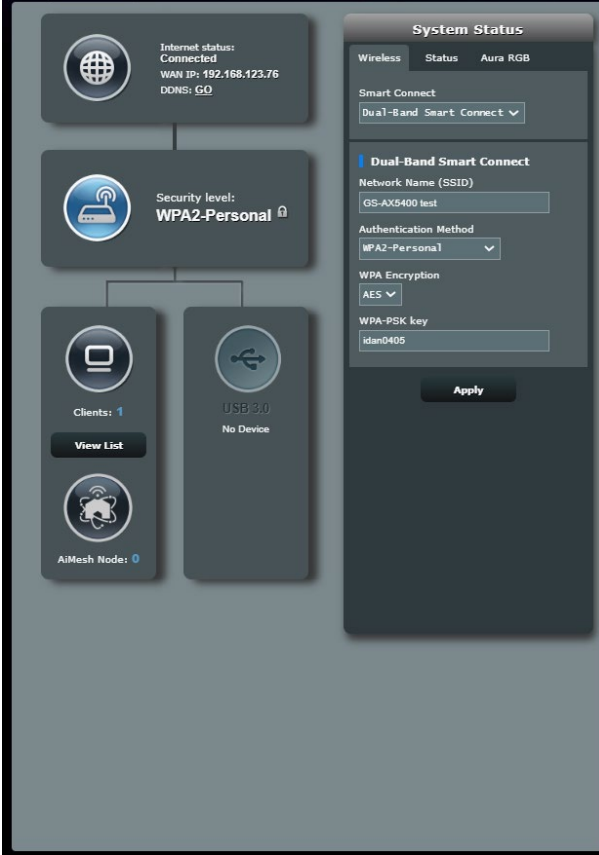 Internet status:
Connected
WAN IP: 192.168.123.76
DDNS: GO
Security level:
WPA2-Personal
Clients: 1
View List
AiMesh Node: 0
USB 3.0
No Device
System Status
Wireless Status Aura RGB
Smart Connect
Dual-Band Smart Connect
Dual-Band Smart Connect
Network Name (SSID)
GS-AX5400 test
Authentication Method
WPA2-Personal
WPA Encryption
AES
WPA-PSK key
idan0405
Apply